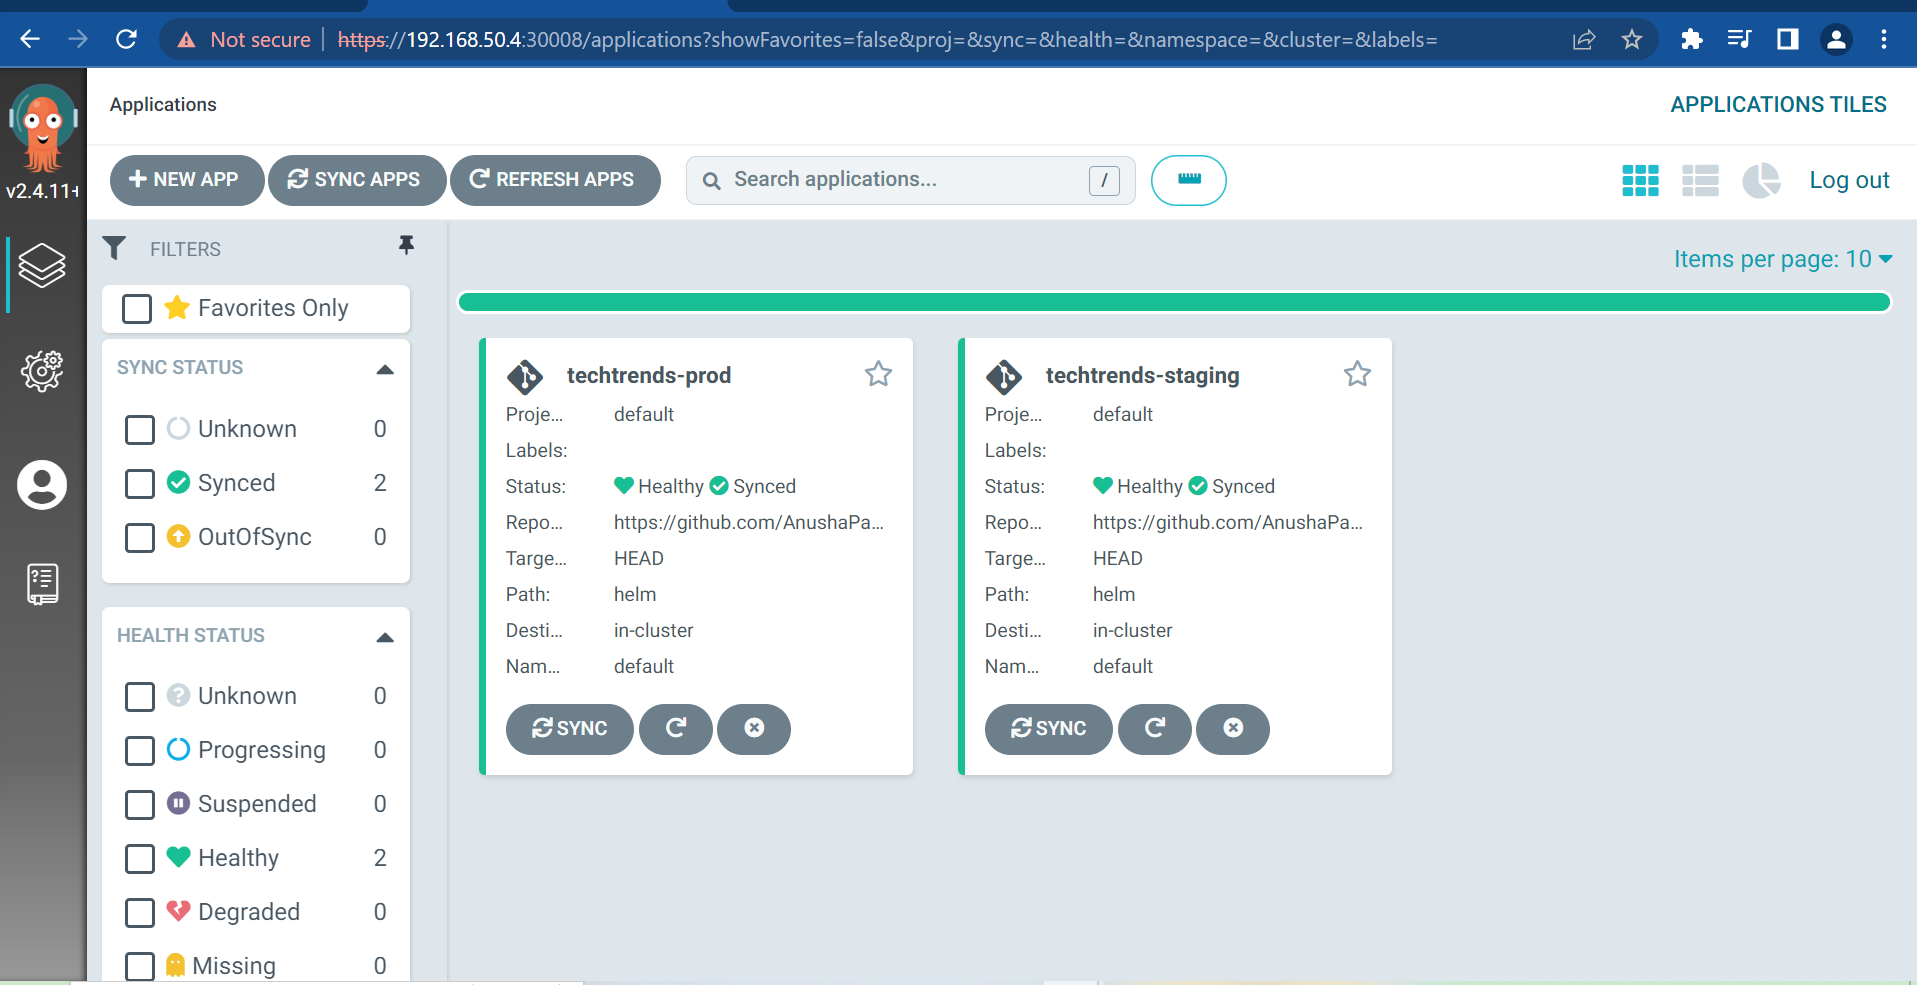 Not secure https://192.168.50.4:30008/applications?showFavorites=false&proj=&sync=&health=&namespace=&cluster=&labels=
v2.4.11+
Applications
APPLICATIONS TILES
NEW APP
SYNC APPS
REFRESH APPS
Search applications...
/
Log out
FILTERS
Favorites Only
SYNC STATUS
Unknown 0
Synced 2
OutOfSync 0
HEALTH STATUS
Unknown 0
Progressing 0
Suspended 0
Healthy 2
Degraded 0
Missing 0
Items per page: 10
techtrends-prod
Proje... default
Labels:
Status: Healthy Synced
Repo... https://github.com/AnushaPa...
Targe... HEAD
Path: helm
Desti... in-cluster
Nam... default
SYNC
techtrends-staging
Proje... default
Labels:
Status: Healthy Synced
Repo... https://github.com/AnushaPa...
Targe... HEAD
Path: helm
Desti... in-cluster
Nam... default
SYNC